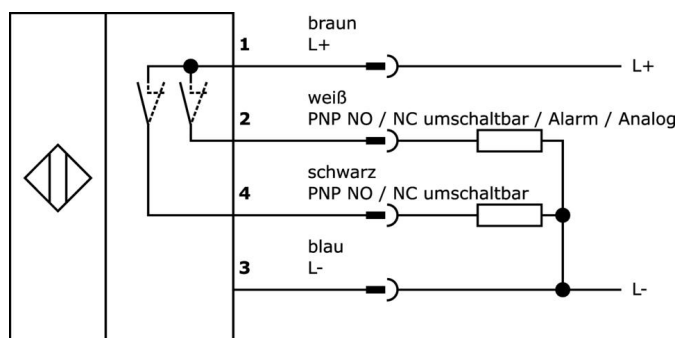 braun
1 L+
L+
weiß
2 PNP NO / NC umschaltbar / Alarm / Analog
schwarz
4 PNP NO / NC umschaltbar
blau
3 L-
L-